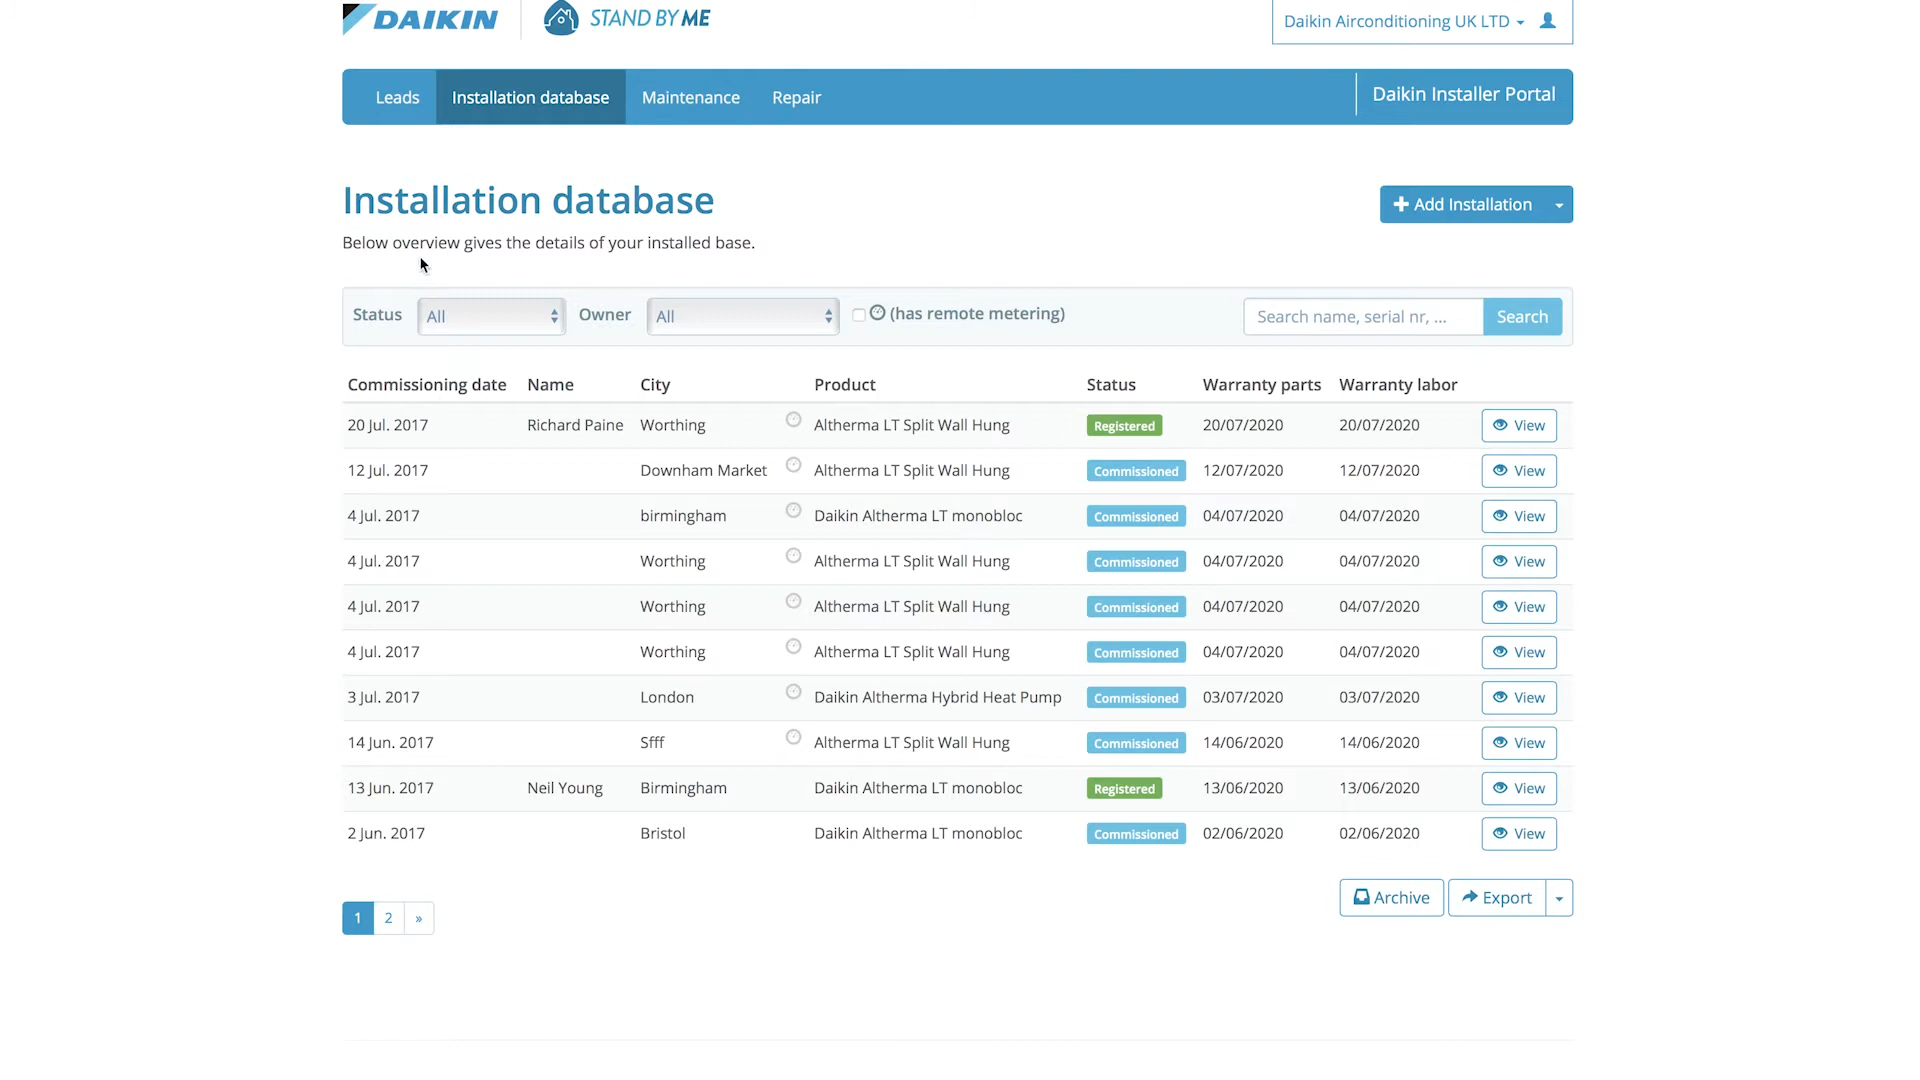 DAIKIN STAND BY ME
Daikin Airconditioning UK LTD
Leads Installation database Maintenance Repair Daikin Installer Portal
Installation database
Add Installation
Below overview gives the details of your installed base.
Status All Owner All (has remote metering) Search name, serial nr, ... Search
Commissioning date Name City Product Status Warranty parts Warranty labor
20 Jul. 2017 Richard Paine Worthing Altherma LT Split Wall Hung Registered 20/07/2020 20/07/2020 View
12 Jul. 2017 Downham Market Altherma LT Split Wall Hung Commissioned 12/07/2020 12/07/2020 View
4 Jul. 2017 birmingham Daikin Altherma LT monobloc Commissioned 04/07/2020 04/07/2020 View
4 Jul. 2017 Worthing Altherma LT Split Wall Hung Commissioned 04/07/2020 04/07/2020 View
4 Jul. 2017 Worthing Altherma LT Split Wall Hung Commissioned 04/07/2020 04/07/2020 View
4 Jul. 2017 Worthing Altherma LT Split Wall Hung Commissioned 04/07/2020 04/07/2020 View
3 Jul. 2017 London Daikin Altherma Hybrid Heat Pump Commissioned 03/07/2020 03/07/2020 View
14 Jun. 2017 Sfff Altherma LT Split Wall Hung Commissioned 14/06/2020 14/06/2020 View
13 Jun. 2017 Neil Young Birmingham Daikin Altherma LT monobloc Registered 13/06/2020 13/06/2020 View
2 Jun. 2017 Bristol Daikin Altherma LT monobloc Commissioned 02/06/2020 02/06/2020 View
Archive Export
1 2 »